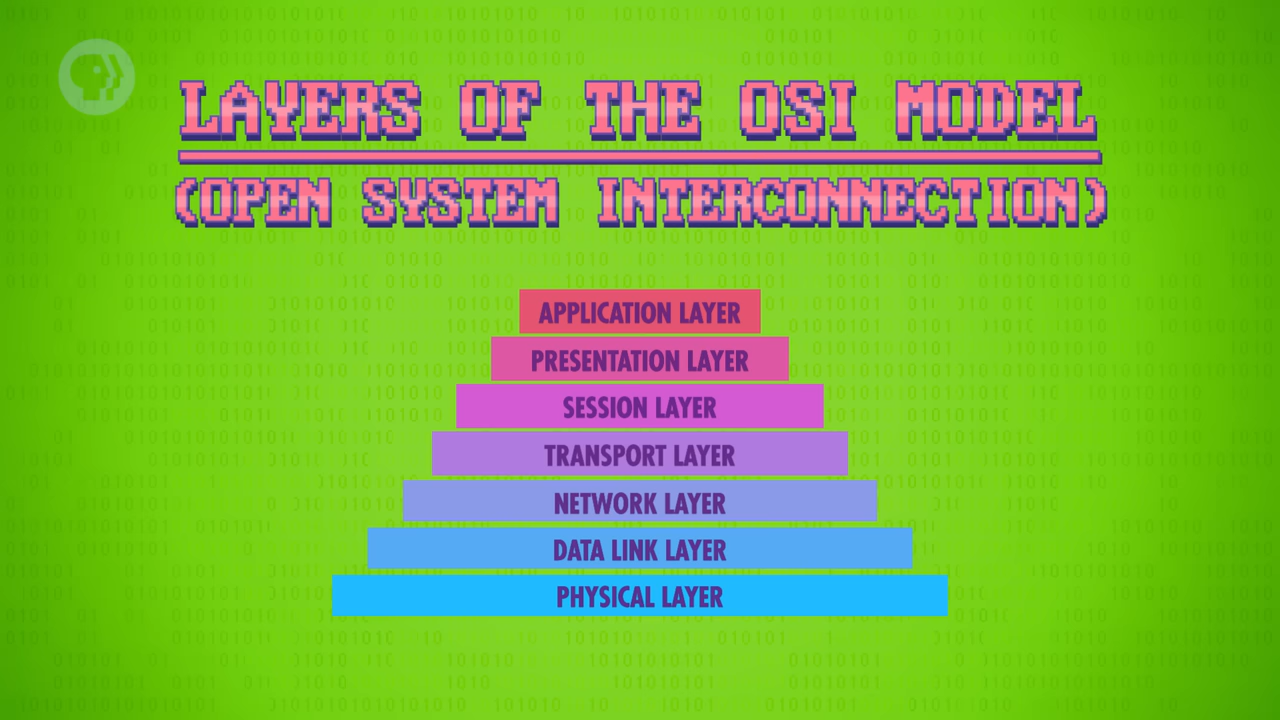 LAYERS OF THE OSI MODEL
(OPEN SYSTEM INTERCONNECTION)
APPLICATION LAYER
PRESENTATION LAYER
SESSION LAYER
TRANSPORT LAYER
NETWORK LAYER
DATA LINK LAYER
PHYSICAL LAYER